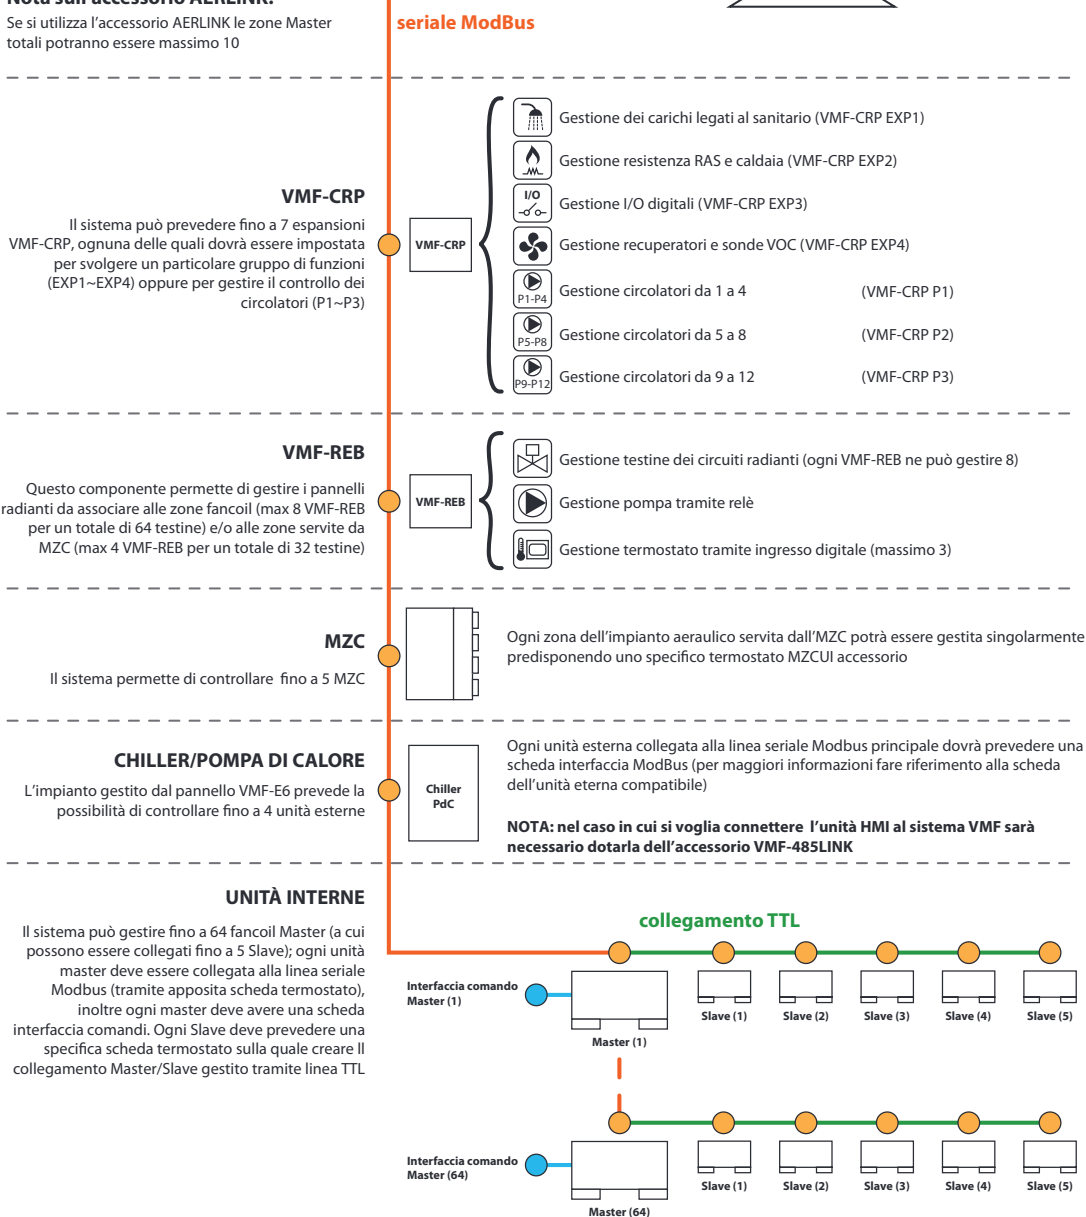 Nota sull'accessorio AERLINK:
Se si utilizza l'accessorio AERLINK le zone Master
totali potranno essere massimo 10
seriale ModBus
VMF-CRP
Il sistema può prevedere fino a 7 espansioni
VMF-CRP, ognuna delle quali dovrà essere impostata
per svolgere un particolare gruppo di funzioni
(EXP1~EXP4) oppure per gestire il controllo dei
circolatori (P1~P3)
VMF-CRP
Gestione dei carichi legati al sanitario (VMF-CRP EXP1)
Gestione resistenza RAS e caldaia (VMF-CRP EXP2)
I/O
Gestione I/O digitali (VMF-CRP EXP3)
Gestione recuperatori e sonde VOC (VMF-CRP EXP4)
P1-P4
Gestione circolatori da 1 a 4 (VMF-CRP P1)
P5-P8
Gestione circolatori da 5 a 8 (VMF-CRP P2)
P9-P12
Gestione circolatori da 9 a 12 (VMF-CRP P3)
VMF-REB
Questo componente permette di gestire i pannelli
radianti da associare alle zone fancoil (max 8 VMF-REB
per un totale di 64 testine) e/o alle zone servite da
MZC (max 4 VMF-REB per un totale di 32 testine)
VMF-REB
Gestione testine dei circuiti radianti (ogni VMF-REB ne può gestire 8)
Gestione pompa tramite relè
Gestione termostato tramite ingresso digitale (massimo 3)
MZC
Il sistema permette di controllare fino a 5 MZC
Ogni zona dell'impianto aeraulico servita dall'MZC potrà essere gestita singolarmente
predisponendo uno specifico termostato MZCUI accessorio
CHILLER/POMPA DI CALORE
L'impianto gestito dal pannello VMF-E6 prevede la
possibilità di controllare fino a 4 unità esterne
Chiller
PdC
Ogni unità esterna collegata alla linea seriale Modbus principale dovrà prevedere una
scheda interfaccia ModBus (per maggiori informazioni fare riferimento alla scheda
dell'unità eterna compatibile)
NOTA: nel caso in cui si voglia connettere l'unità HMI al sistema VMF sarà
necessario dotarla dell'accessorio VMF-485LINK
UNITÀ INTERNE
Il sistema può gestire fino a 64 fancoil Master (a cui
possono essere collegati fino a 5 Slave); ogni unità
master deve essere collegata alla linea seriale
Modbus (tramite apposita scheda termostato),
inoltre ogni master deve avere una scheda
interfaccia comandi. Ogni Slave deve prevedere una
specifica scheda termostato sulla quale creare ll
collegamento Master/Slave gestito tramite linea TTL
collegamento TTL
Interfaccia comando
Master (1)
Master (1)
Slave (1)
Slave (2)
Slave (3)
Slave (4)
Slave (5)
Interfaccia comando
Master (64)
Master (64)
Slave (1)
Slave (2)
Slave (3)
Slave (4)
Slave (5)